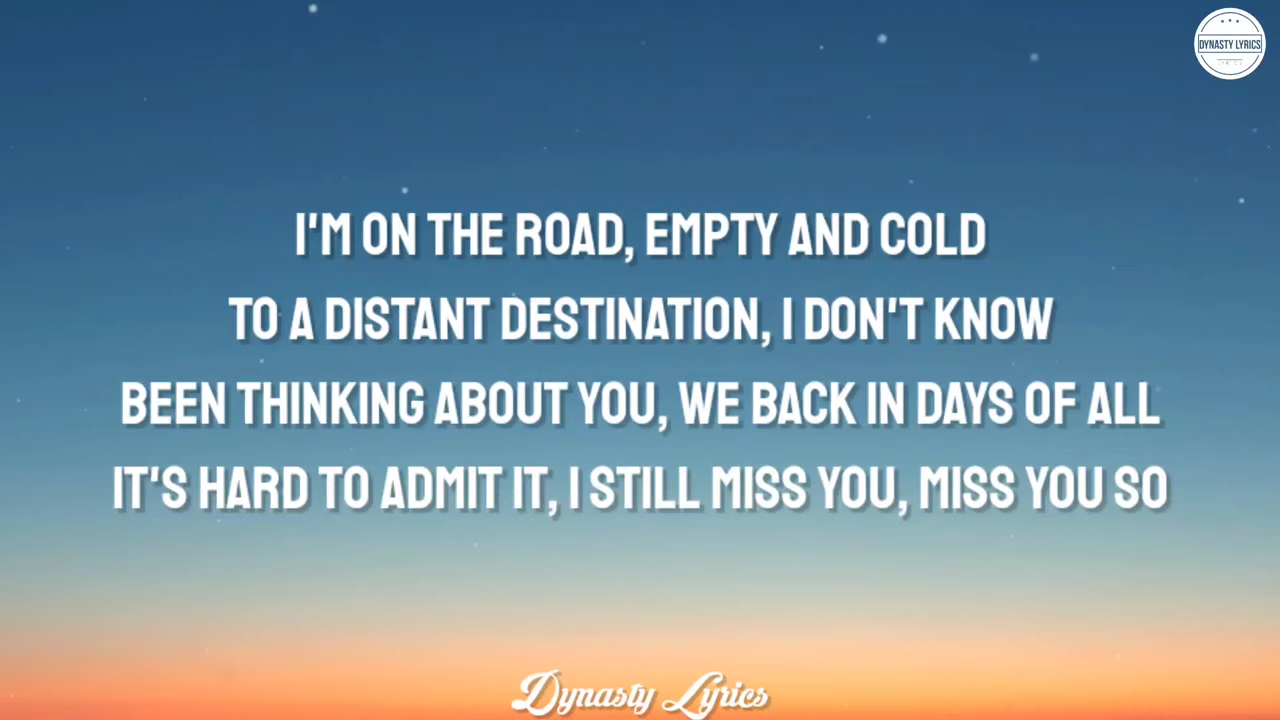 DYNASTY LYRICS
I'M ON THE ROAD, EMPTY AND COLD
TO A DISTANT DESTINATION, I DON'T KNOW
BEEN THINKING ABOUT YOU, WE BACK IN DAYS OF ALL
IT'S HARD TO ADMIT IT, I STILL MISS YOU, MISS YOU SO
Dynasty Lyrics